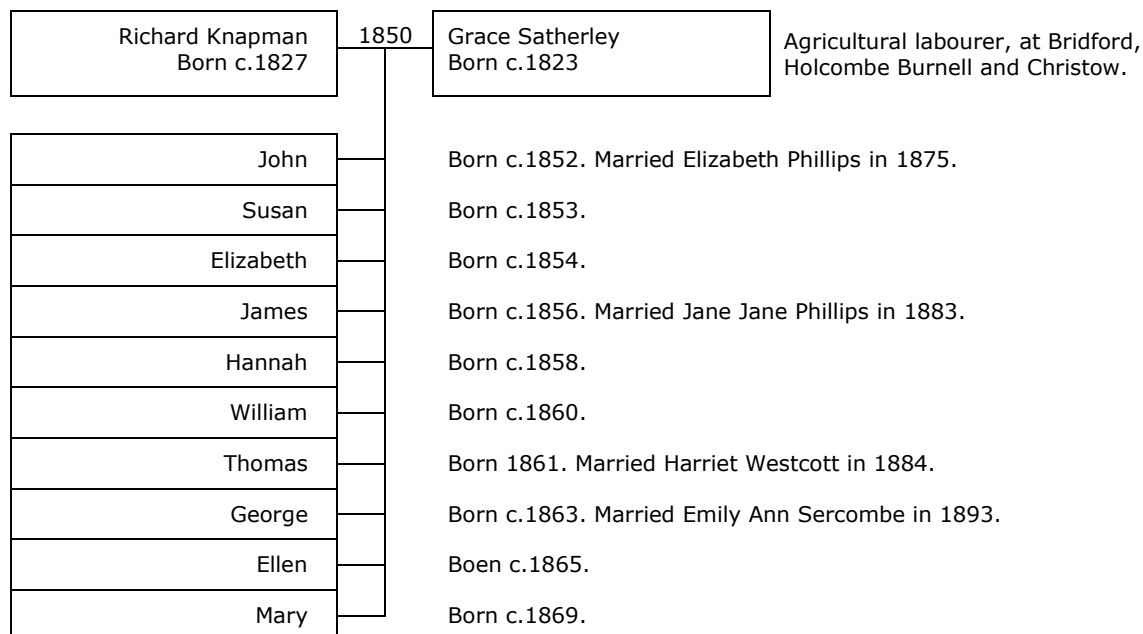 Richard Knapman
Born c.1827
1850
Grace Satherley
Born c.1823
Agricultural labourer, at Bridford,
Holcombe Burnell and Christow.
John Born c.1852. Married Elizabeth Phillips in 1875.
Susan Born c.1853.
Elizabeth Born c.1854.
James Born c.1856. Married Jane Jane Phillips in 1883.
Hannah Born c.1858.
William Born c.1860.
Thomas Born 1861. Married Harriet Westcott in 1884.
George Born c.1863. Married Emily Ann Sercombe in 1893.
Ellen Boen c.1865.
Mary Born c.1869.